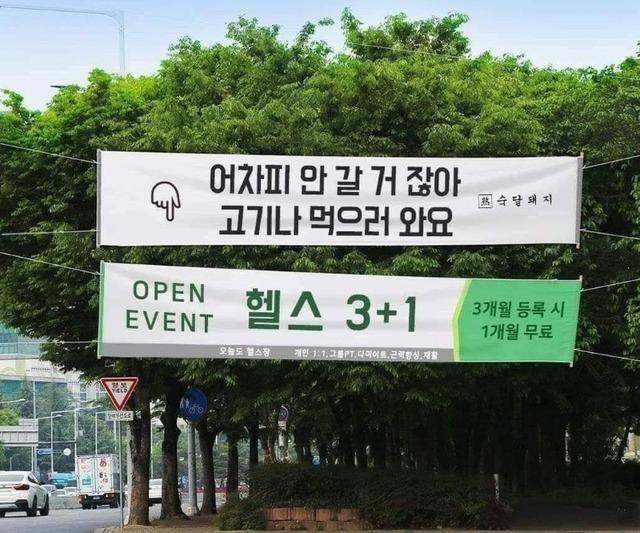 어차피 안 갈 거 잖아
고기나 먹으러 와요
熟 숙달돼지
OPEN
EVENT
헬스 3+1
3개월 등록 시
1개월 무료
오늘도 헬스장 개인 1:1,그룹PT,다이어트,근력향상,재활
양보
YIELD